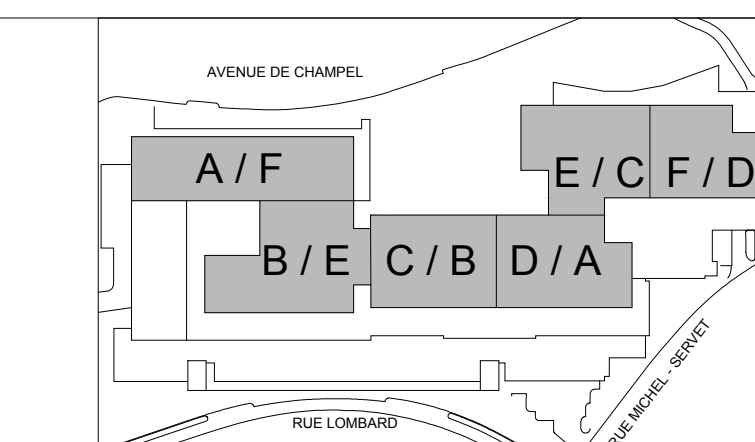 AVENUE DE CHAMPEL
A / F
E / C
F / D
B / E
C / B
D / A
RUE MICHEL - SERVET
RUE LOMBARD